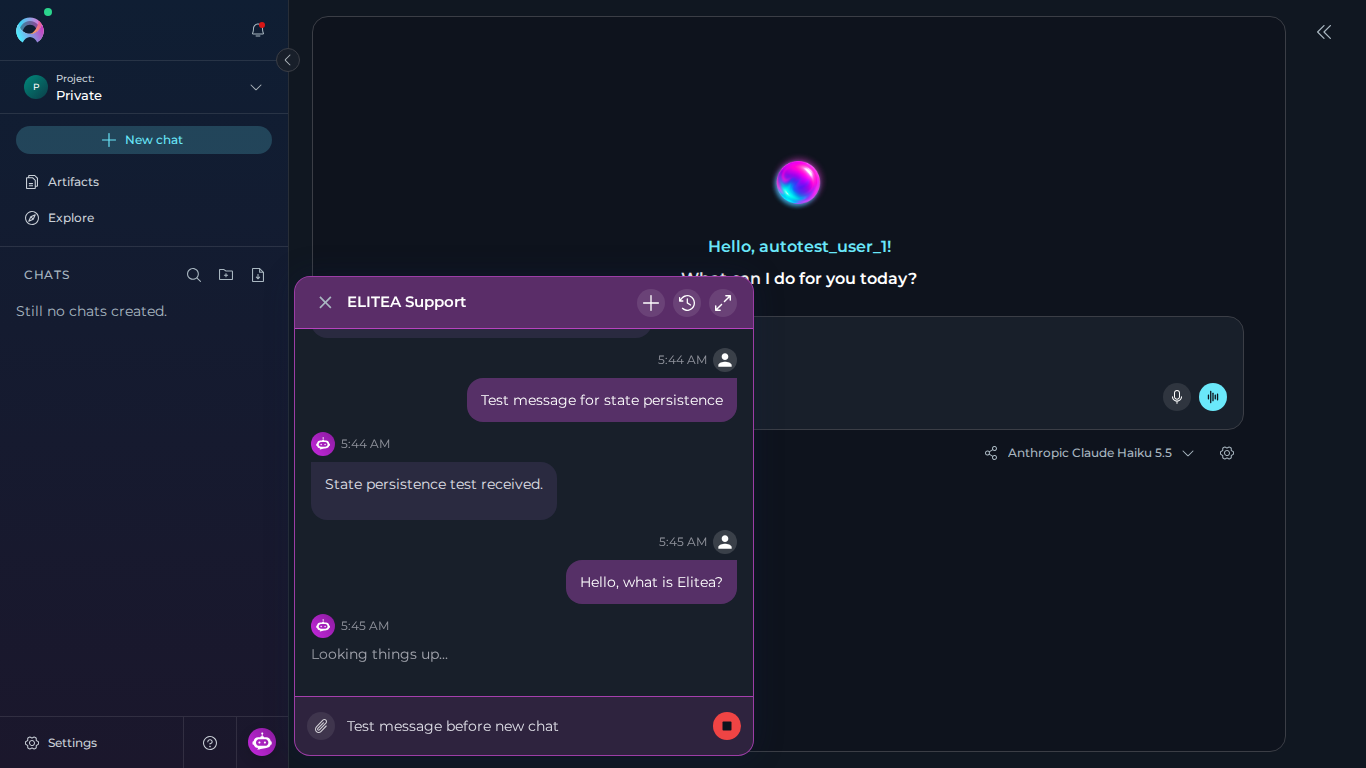 Project:
P
Private
New chat
Artifacts
Explore
CHATS
Still no chats created.
Settings
Hello, autotest_user_1!
What can I do for you today?
Anthropic Claude Haiku 5.5
ELITEA Support
5:44 AM
Test message for state persistence
5:44 AM
State persistence test received.
5:45 AM
Hello, what is Elitea?
5:45 AM
Looking things up...
Test message before new chat